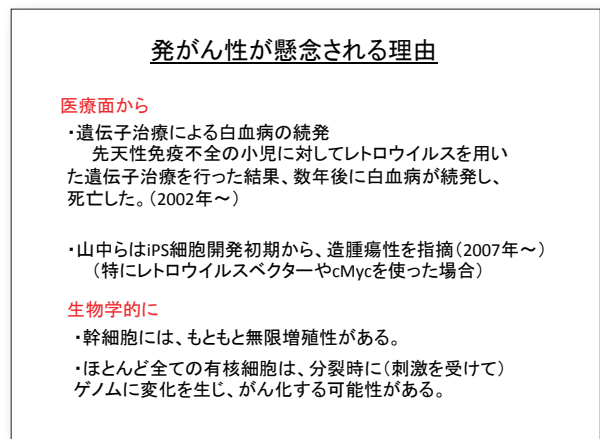 発がん性が懸念される理由
医療面から
・遺伝子治療による白血病の続発
先天性免疫不全の小児に対してレトロウイルスを用い
た遺伝子治療を行った結果、数年後に白血病が続発し、
死亡した。（2002年～）
・山中らはiPS細胞開発初期から、造腫瘍性を指摘（2007年～）
（特にレトロウイルスベクターやcMycを使った場合）
生物学的に
・幹細胞には、もともと無限増殖性がある。
・ほとんど全ての有核細胞は、分裂時に（刺激を受けて）
ゲノムに変化を生じ、がん化する可能性がある。